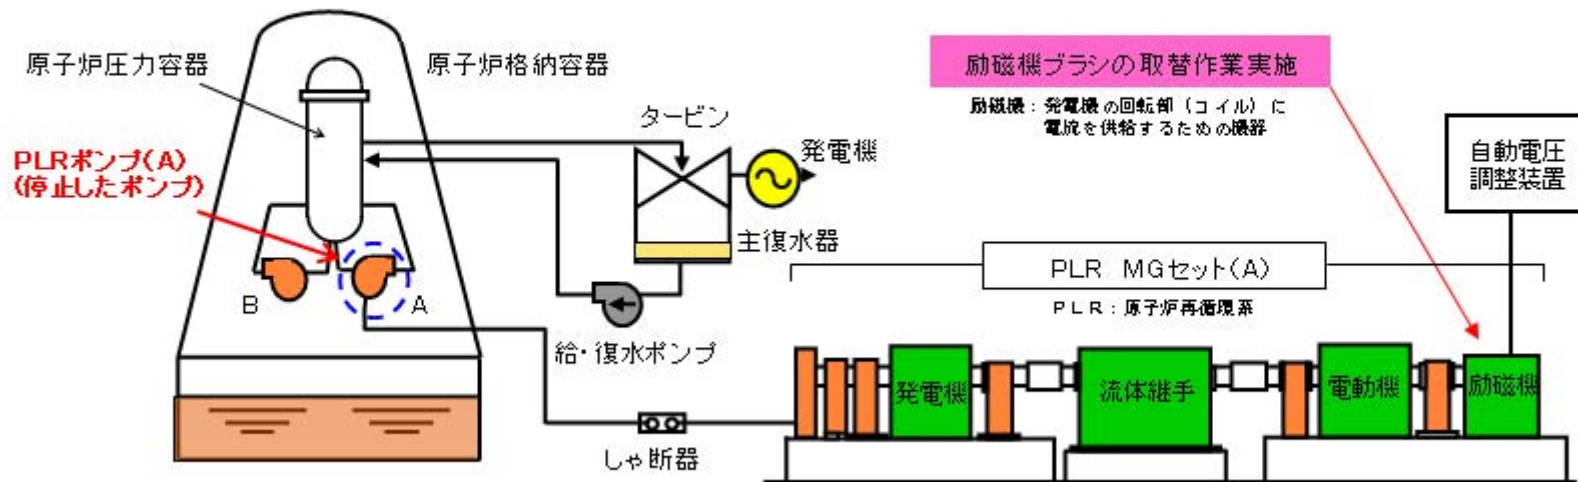 原子炉圧力容器
原子炉格納容器
PLRポンプ(A)
(停止したポンプ)
B
A
タービン
発電機
主復水器
給・復水ポンプ
しゃ断器
励磁機ブラシの取替作業実施
励磁機：発電機の回転部（コイル）に
電流を供給するための機器
自動電圧
調整装置
PLR MGセット(A)
ＰＬＲ：原子炉再循環系
発電機
流体継手
電動機
励磁機